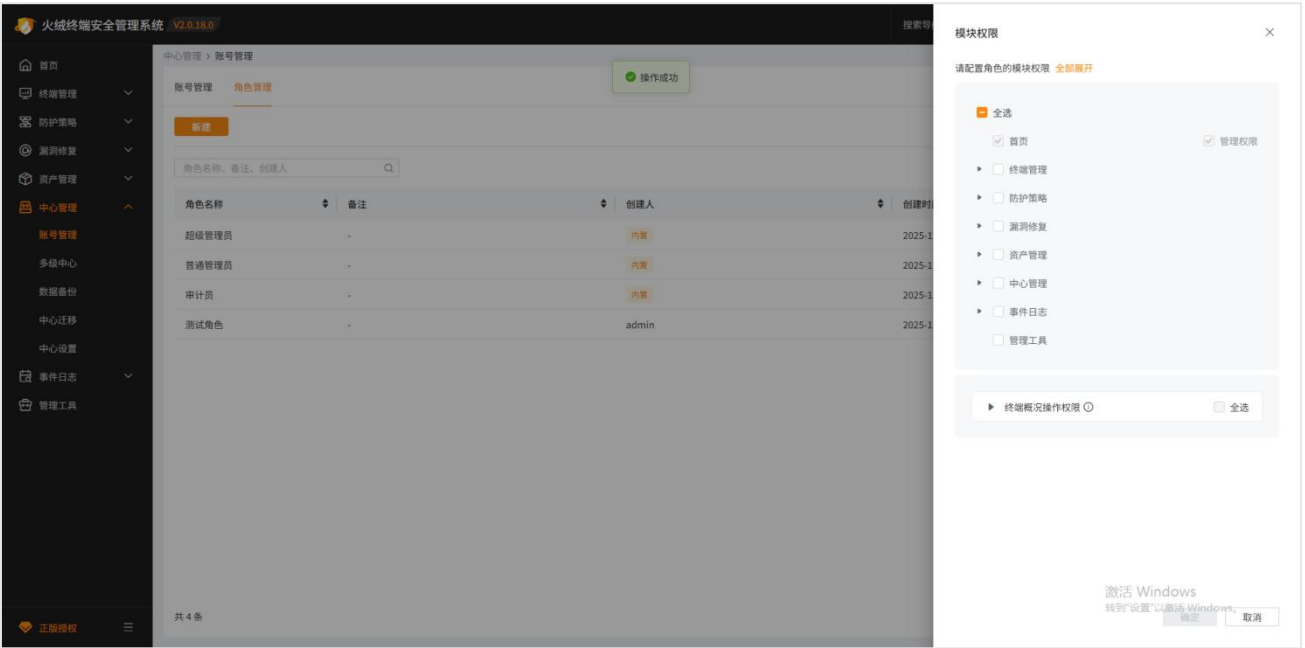 火绒终端安全管理系统 V2.0.18.0
搜索导
首页
终端管理
防护策略
漏洞修复
资产管理
中心管理
账号管理
多级中心
数据备份
中心迁移
中心设置
事件日志
管理工具
正版授权
中心管理 > 账号管理
操作成功
账号管理 角色管理
新建
角色名称、备注、创建人
角色名称 备注 创建人 创建时
超级管理员 - 内置 2025-1
普通管理员 - 内置 2025-1
审计员 - 内置 2025-1
测试角色 - admin 2025-1
共 4 条
模块权限
请配置角色的模块权限 全部展开
全选
首页 管理权限
终端管理
防护策略
漏洞修复
资产管理
中心管理
事件日志
管理工具
终端概况操作权限 全选
激活 Windows
转到"设置"以激活 Windows。
确定 取消